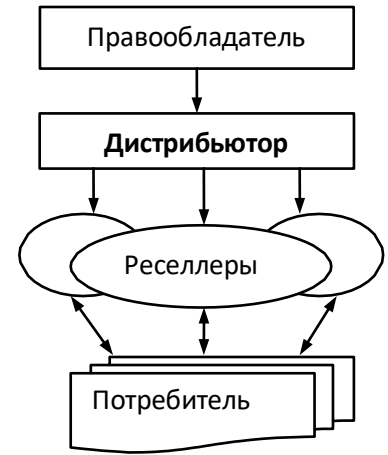 Правообладатель
Дистрибьютор
Реселлеры
Потребитель